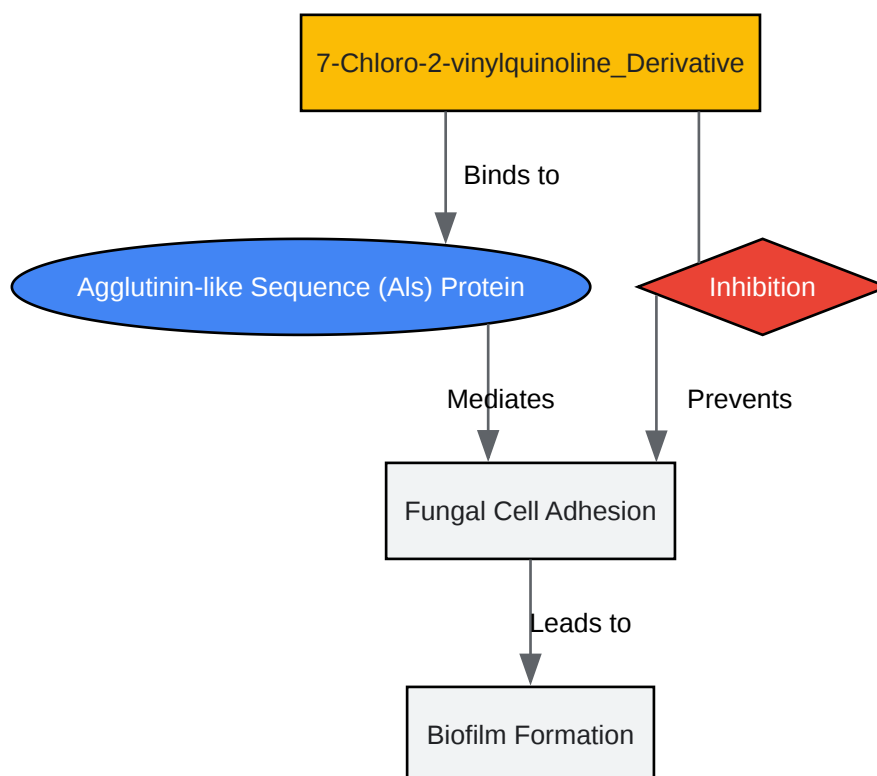 7-Chloro-2-vinylquinoline_Derivative
Binds to
Agglutinin-like Sequence (Als) Protein
Inhibition
Mediates
Prevents
Fungal Cell Adhesion
Leads to
Biofilm Formation